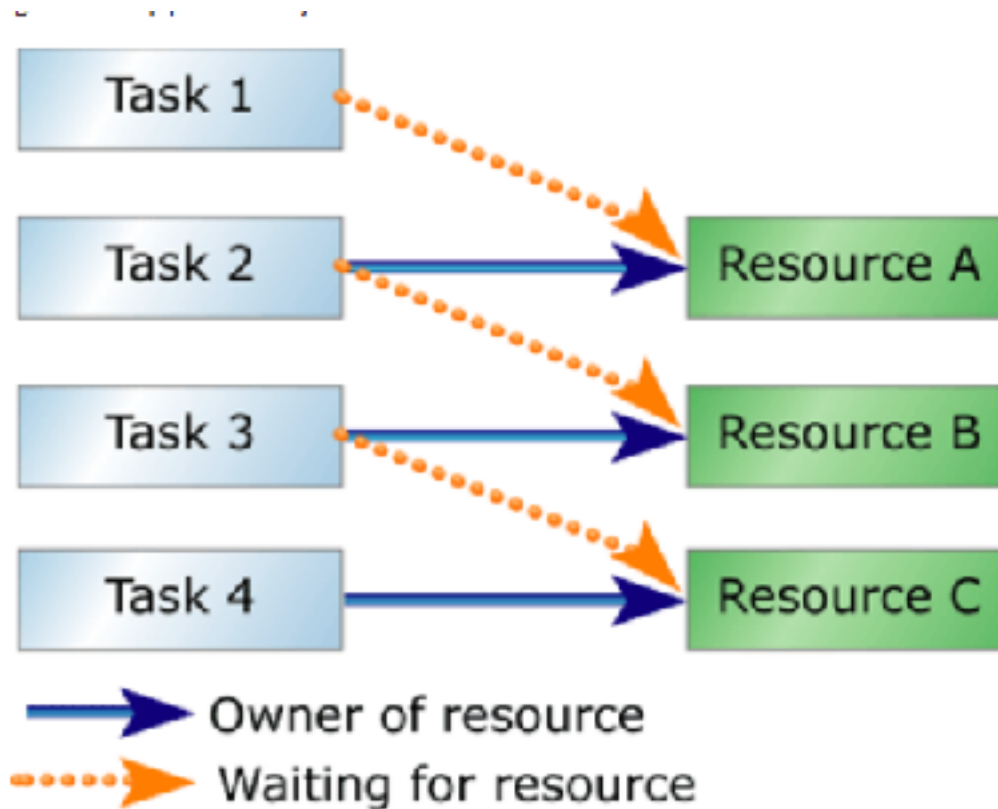 Task 1
Task 2
Resource A
Task 3
Resource B
Task 4
Resource C
Owner of resource
Waiting for resource